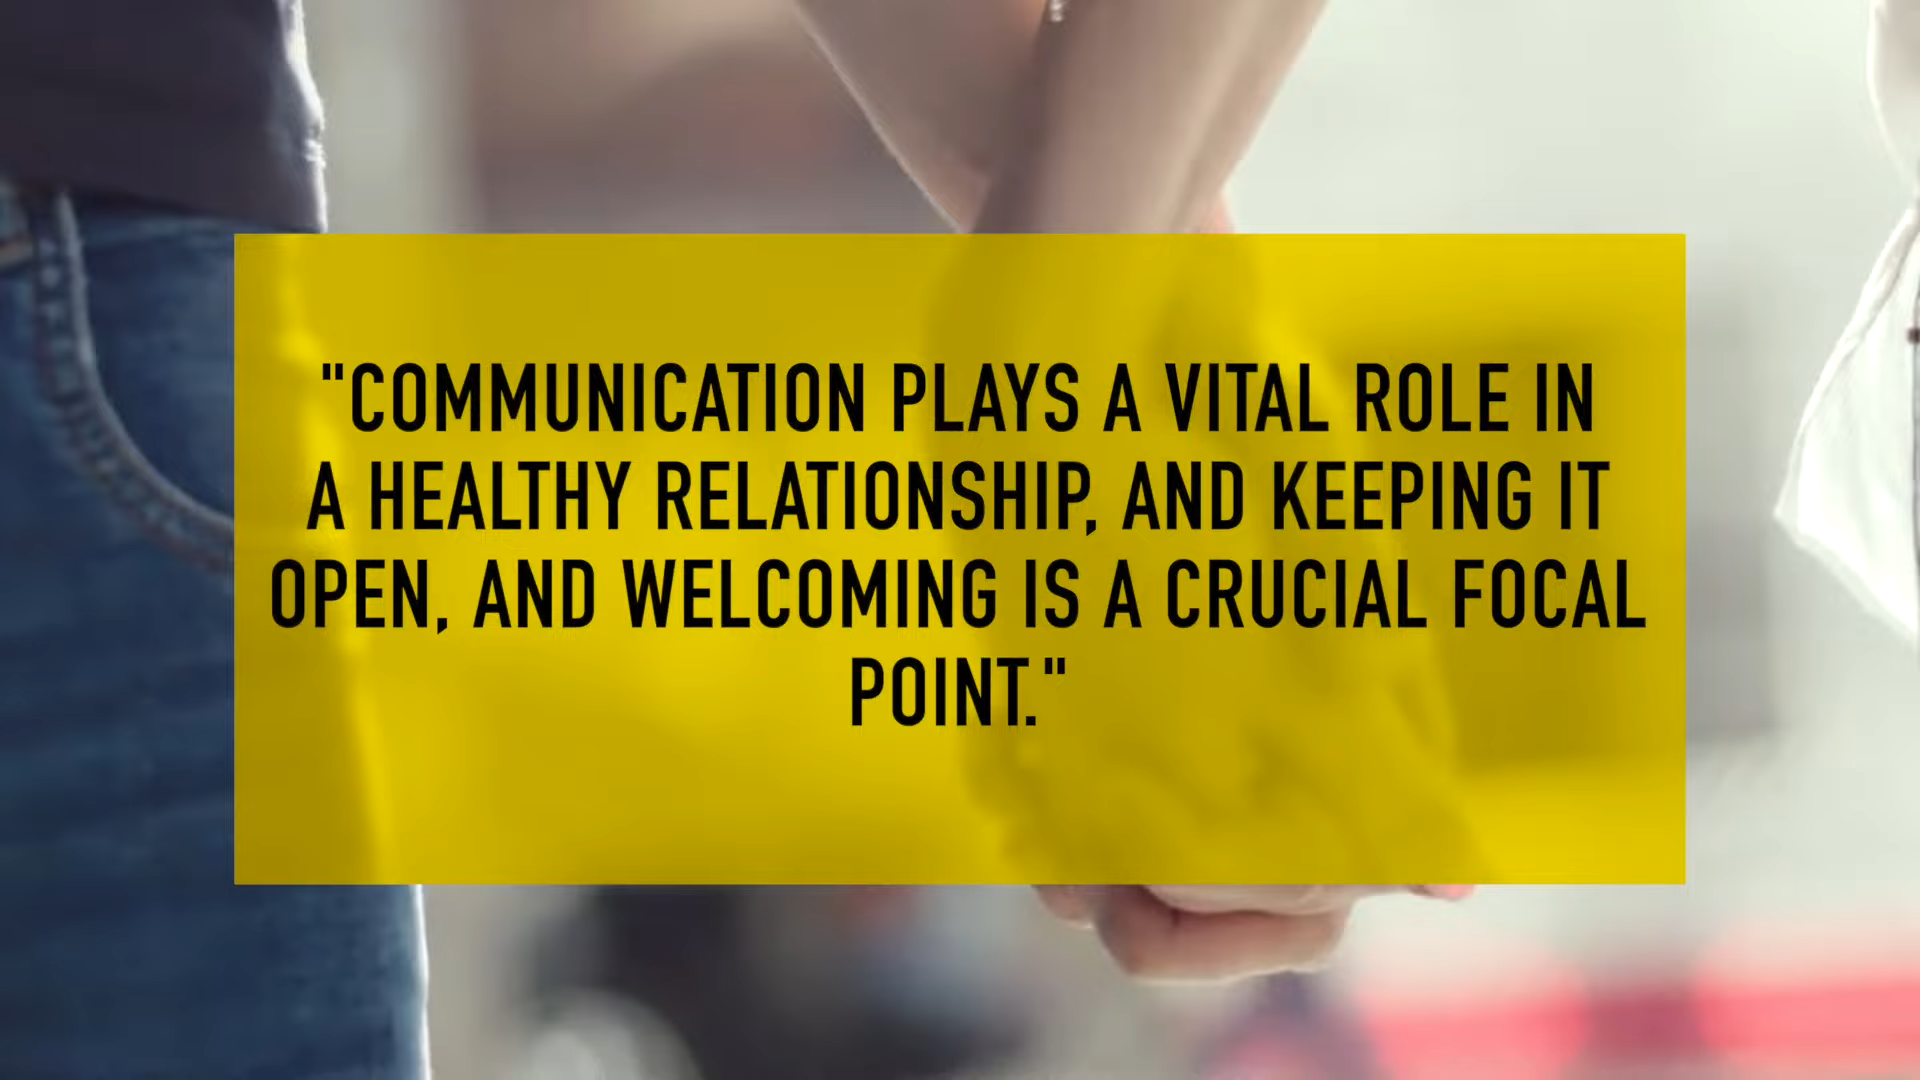 "COMMUNICATION PLAYS A VITAL ROLE IN
A HEALTHY RELATIONSHIP, AND KEEPING IT
OPEN, AND WELCOMING IS A CRUCIAL FOCAL
POINT."